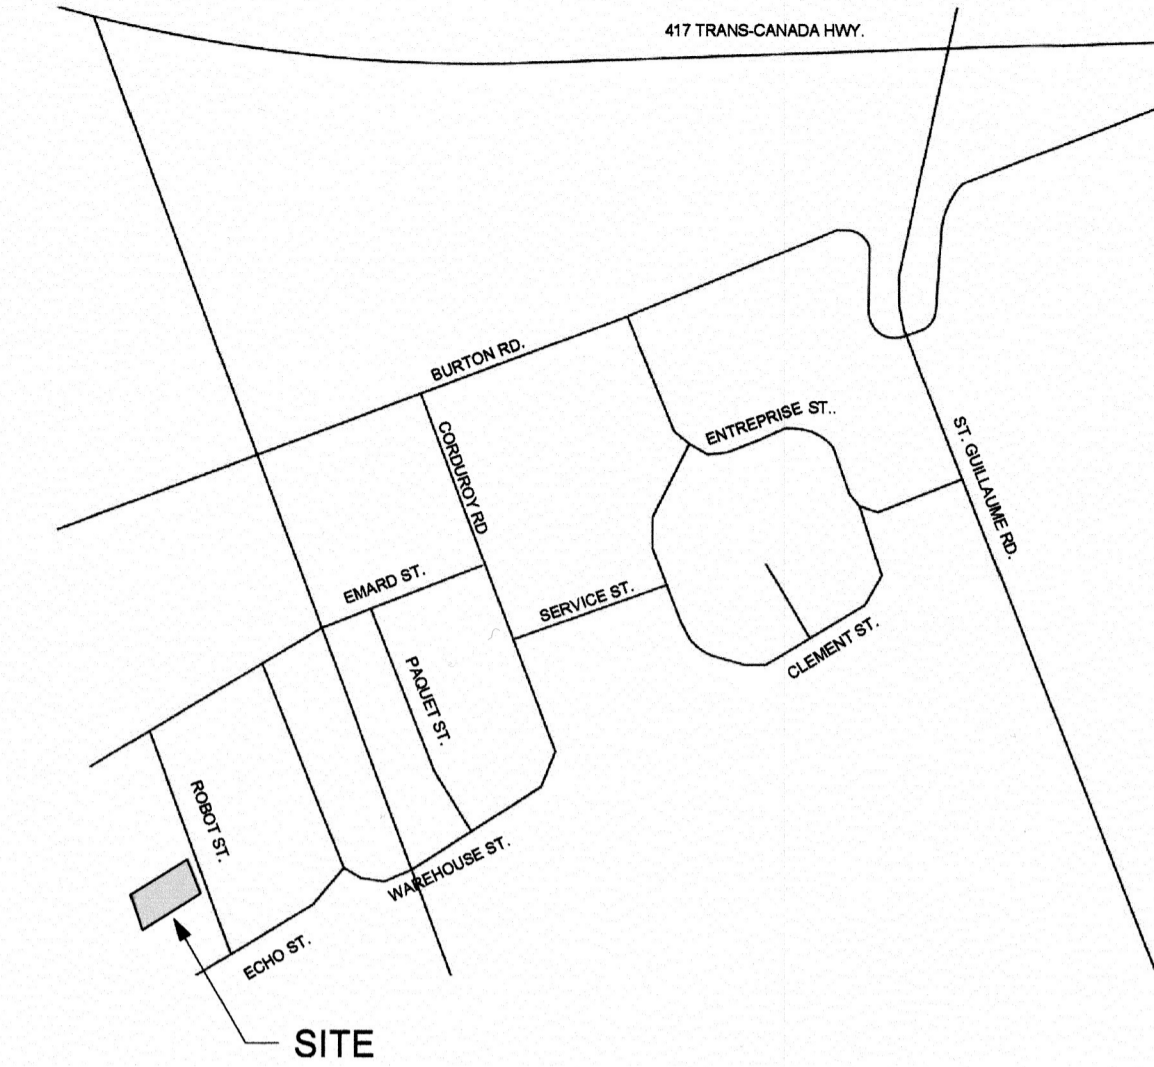 417 TRANS-CANADA HWY.
BURTON RD.
ENTREPRISE ST..
CORDUROY RD
ST. GUILLAUME RD.
EMARD ST.
SERVICE ST.
CLEMENT ST.
PAQUET ST.
ROBOT ST.
WAREHOUSE ST.
ECHO ST.
SITE